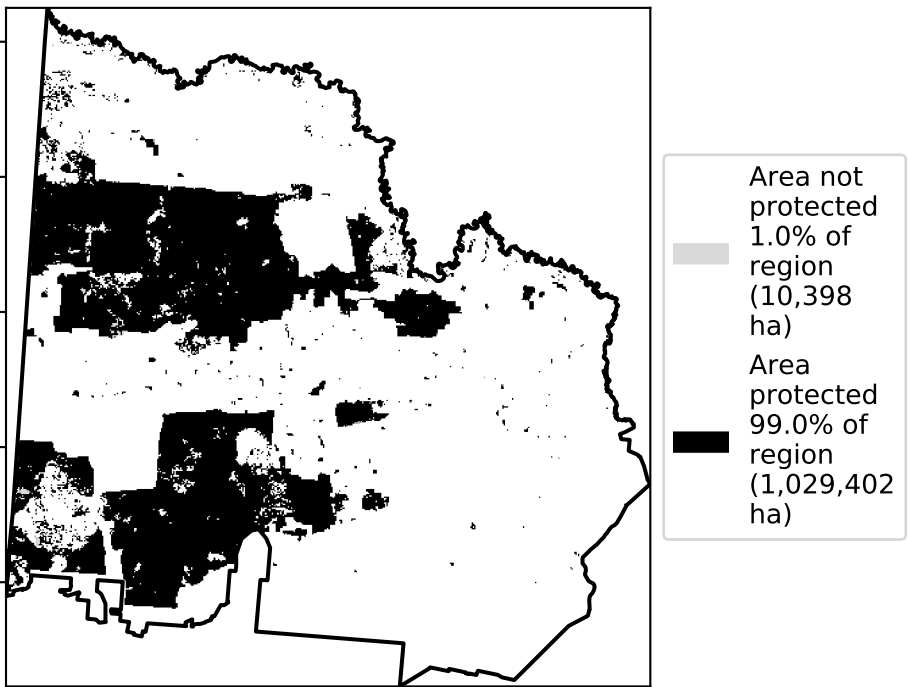 Area not
protected
1.0% of
region
(10,398
ha)
Area
protected
99.0% of
region
(1,029,402
ha)